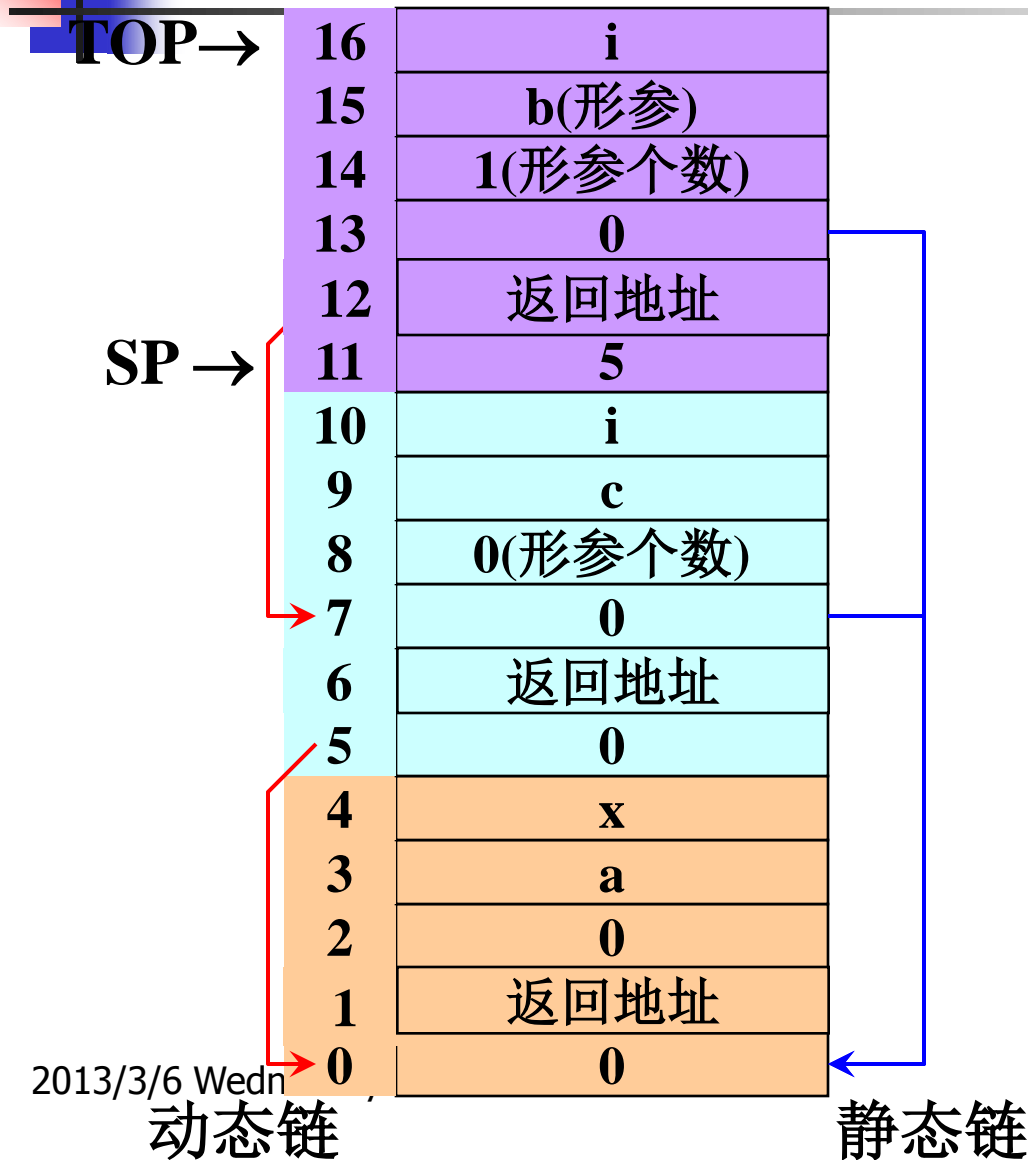 TOP→ 16 i
15 b(形参)
14 1(形参个数)
13 0
12 返回地址
SP→ 11 5
10 i
9 c
8 0(形参个数)
7 0
6 返回地址
5 0
4 x
3 a
2 0
1 返回地址
0 0
2013/3/6
动态链 静态链